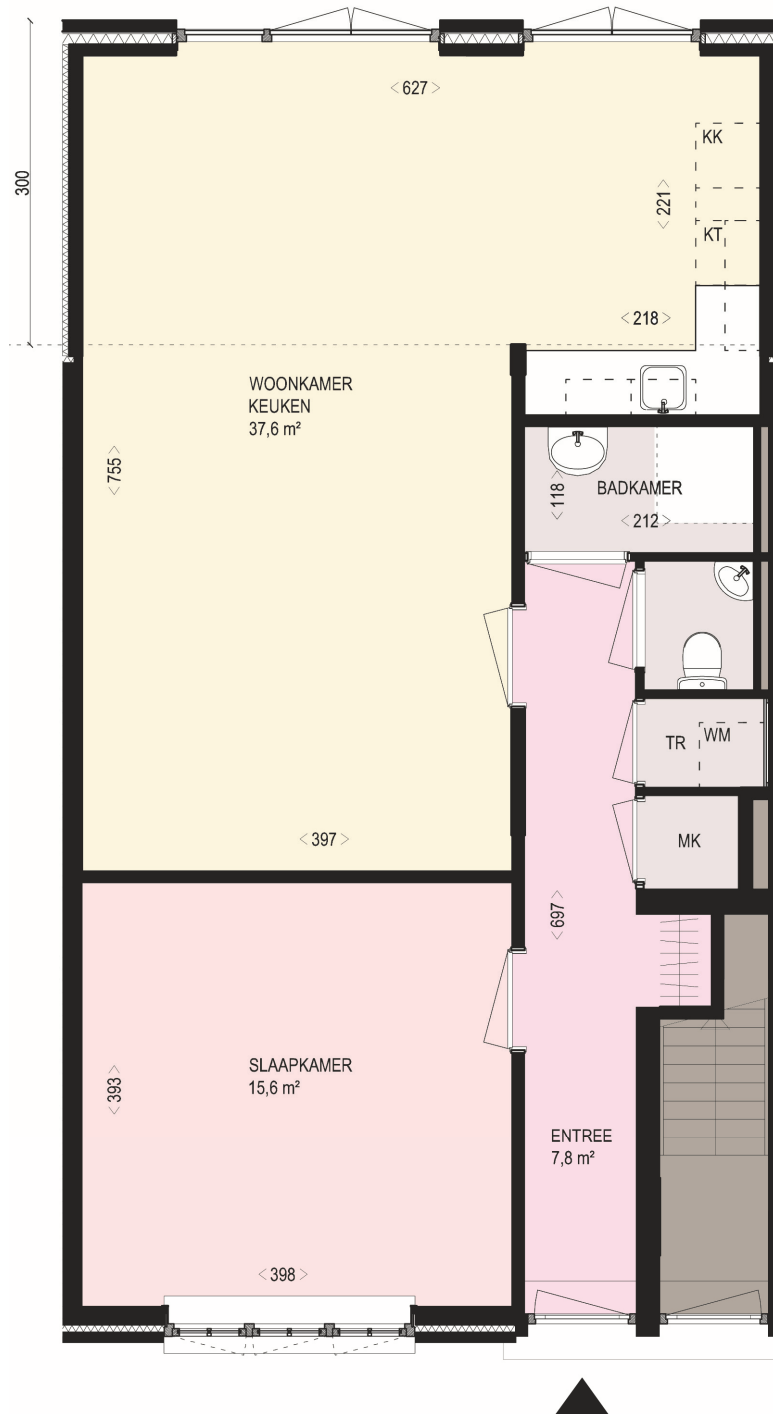 627
KK
300
221
KT
218
WOONKAMER
KEUKEN
37,6 m²
755
118
BADKAMER
212
TR
WM
397
MK
697
SLAAPKAMER
15,6 m²
393
ENTREE
7,8 m²
398